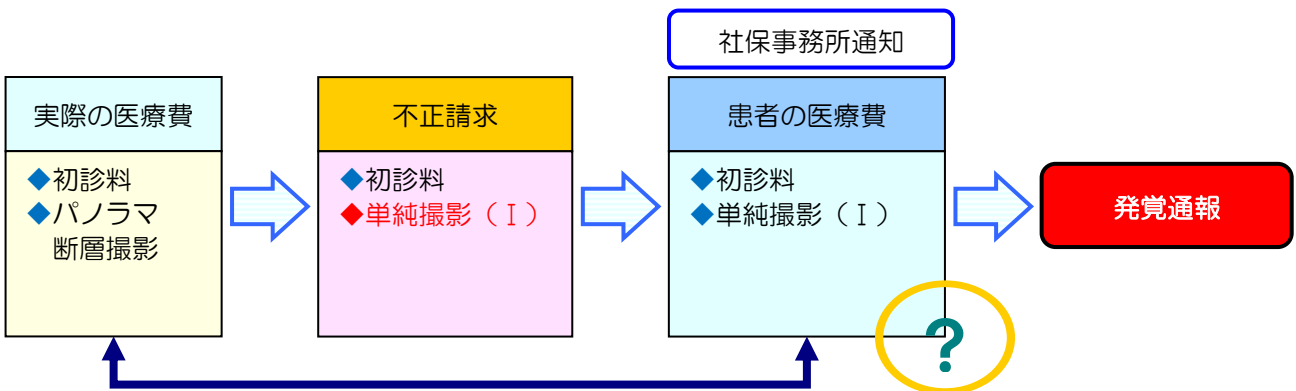 社保事務所通知
実際の医療費
◆初診料
◆パノラマ
断層撮影
不正請求
◆初診料
◆単純撮影（Ⅰ）
患者の医療費
◆初診料
◆単純撮影（Ⅰ）
?
発覚通報